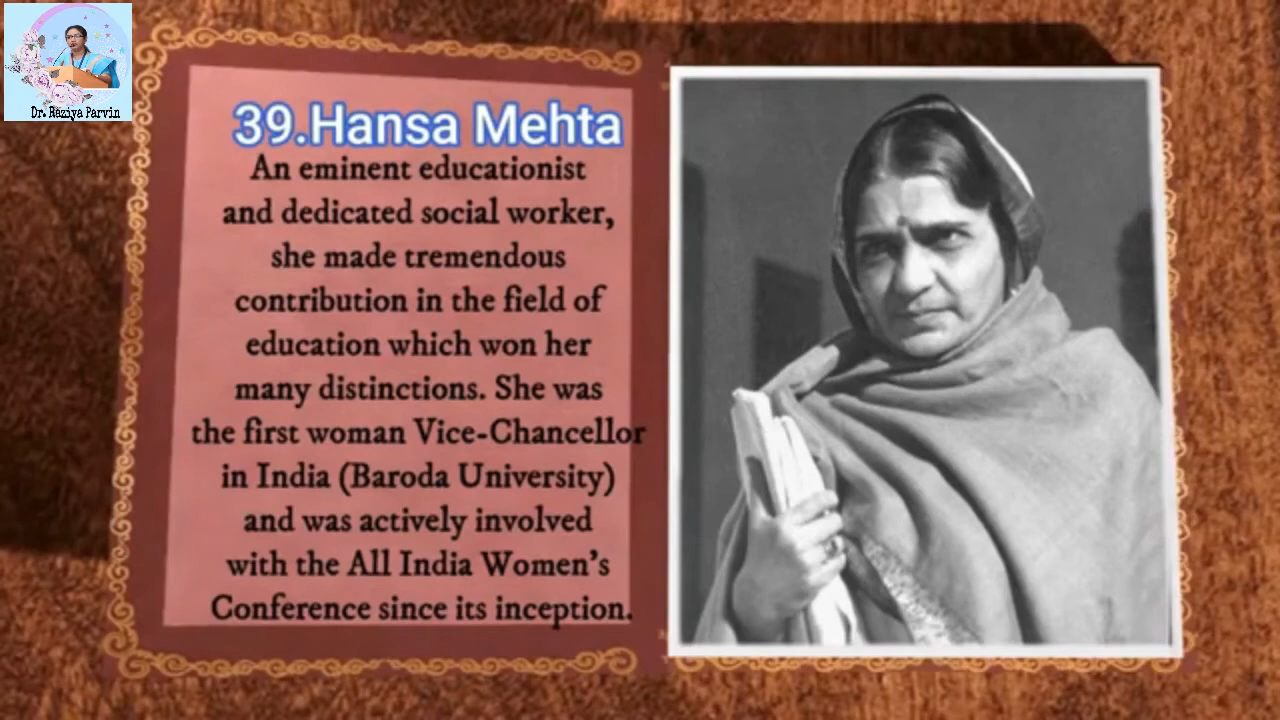 Dr. Raziya Parvin
39.Hansa Mehta
An eminent educationist
and dedicated social worker,
she made tremendous
contribution in the field of
education which won her
many distinctions. She was
the first woman Vice-Chancellor
in India (Baroda University)
and was actively involved
with the All India Women's
Conference since its inception.